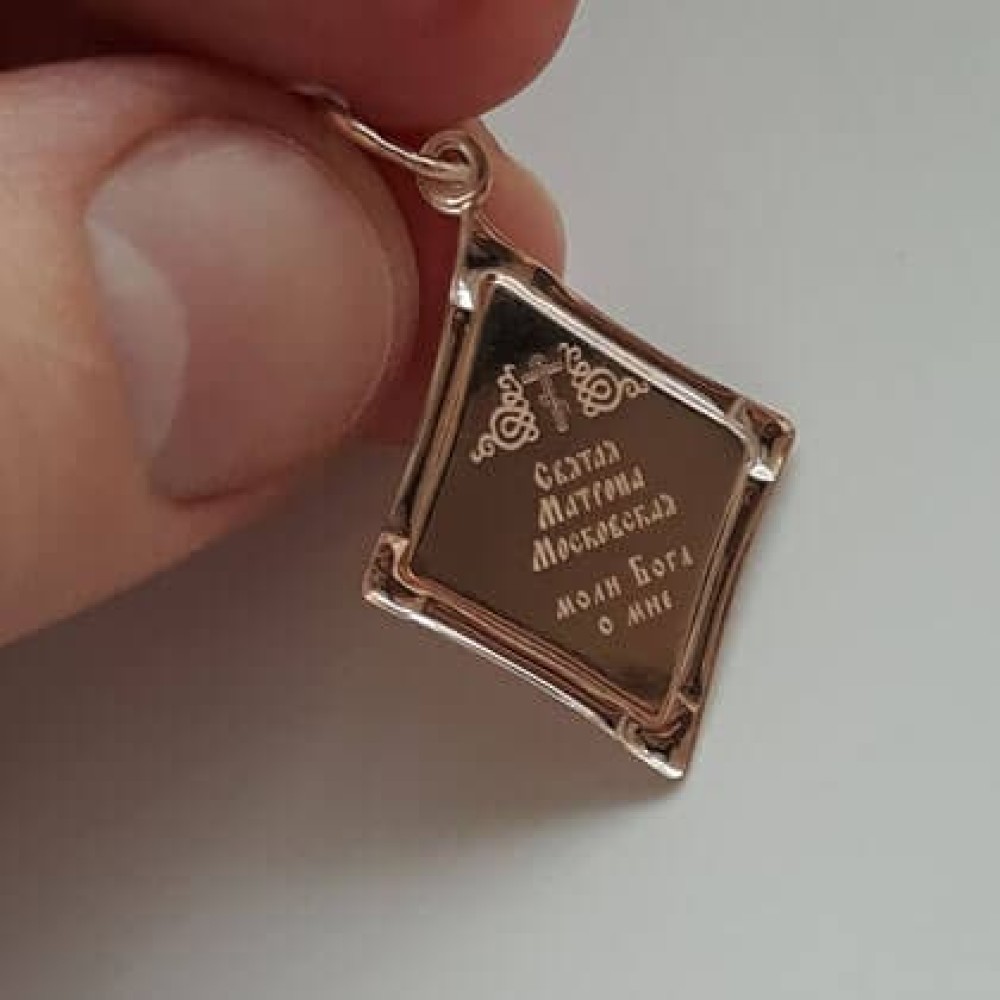 Святая
Матрона
Московская
моли Бога
о мне